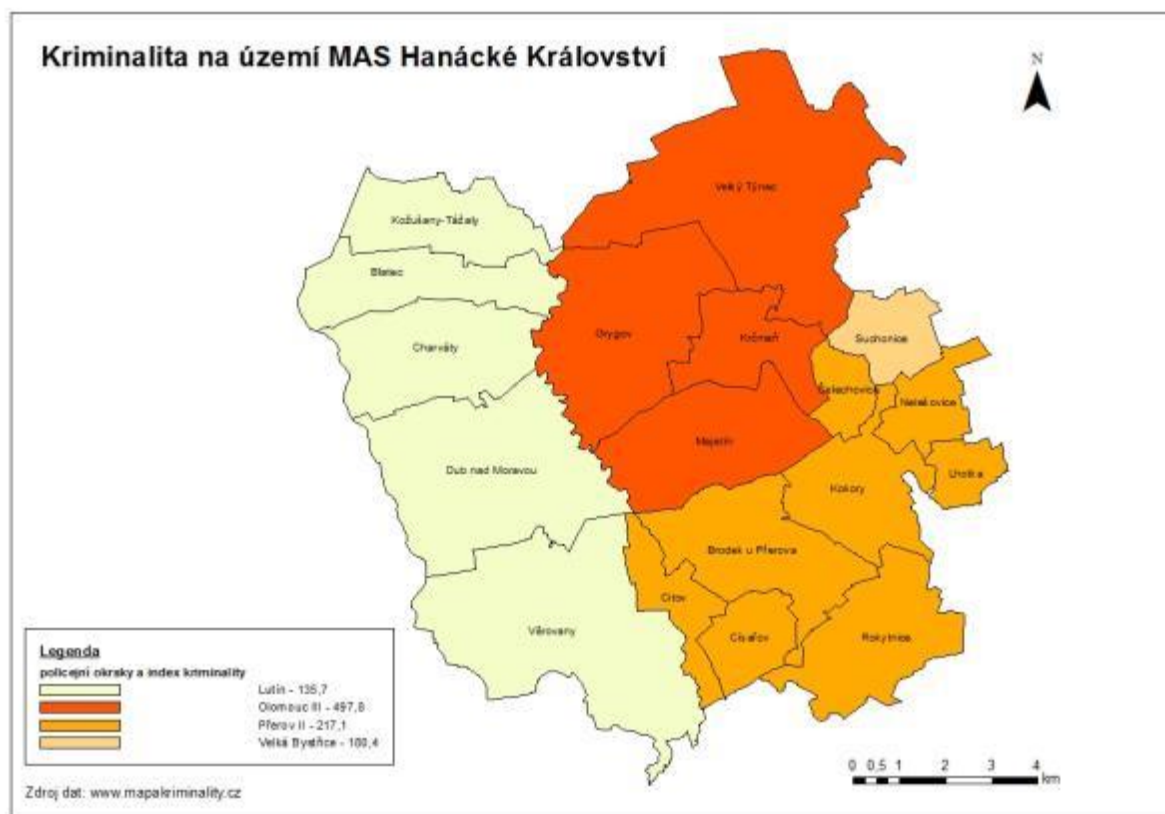 Kriminalita na území MAS Hanácké Království
N
Velký Týnec
Kožušany-Tážaly
Blatec
Grygov
Krčmaň
Suchonice
Charváty
Čelechovice
Nelešovice
Majetín
Dub nad Moravou
Lhotka
Kokory
Brodek u Přerova
Citov
Císařov
Rokytnice
Věrovany
Legenda
policejní okrsky a index kriminality
Lutín - 135,7
Olomouc III - 497,8
Přerov II - 217,1
Velká Bystřice - 180,4
0 0,5 1 2 3 4
km
Zdroj dat: www.mapakriminality.cz